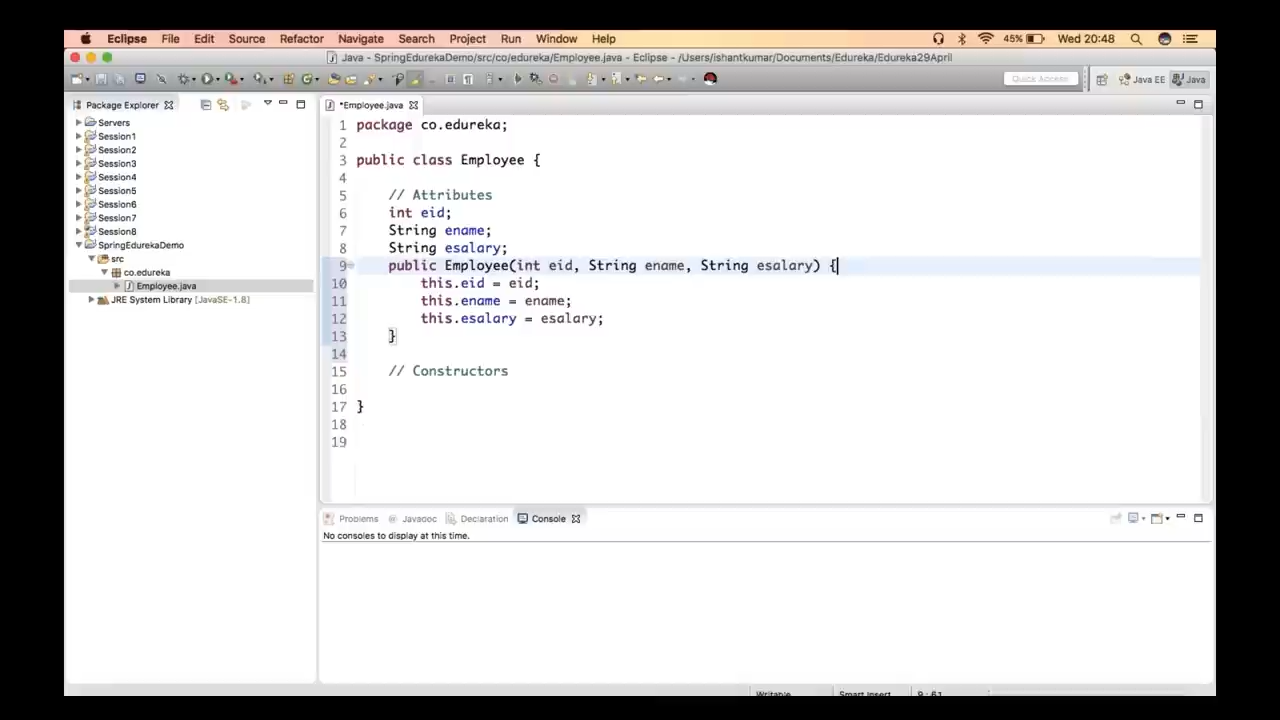 Eclipse File Edit Source Refactor Navigate Search Project Run Window Help 45% Wed 20:48
Java - SpringEdurekaDemo/src/co/edureka/Employee.java - Eclipse - /Users/ishantkumar/Documents/Edureka/Edureka29April
Quick Access Java EE Java
Package Explorer
Servers
Session1
Session2
Session3
Session4
Session5
Session6
Session7
Session8
SpringEdurekaDemo
src
co.edureka
Employee.java
JRE System Library [JavaSE-1.8]
*Employee.java
1 package co.edureka;
2
3 public class Employee {
4
5 // Attributes
6 int eid;
7 String ename;
8 String esalary;
9 public Employee(int eid, String ename, String esalary) {
10 this.eid = eid;
11 this.ename = ename;
12 this.esalary = esalary;
13 }
14
15 // Constructors
16
17 }
18
19
Problems @ Javadoc Declaration Console
No consoles to display at this time.
Writable Smart Insert 9 : 61